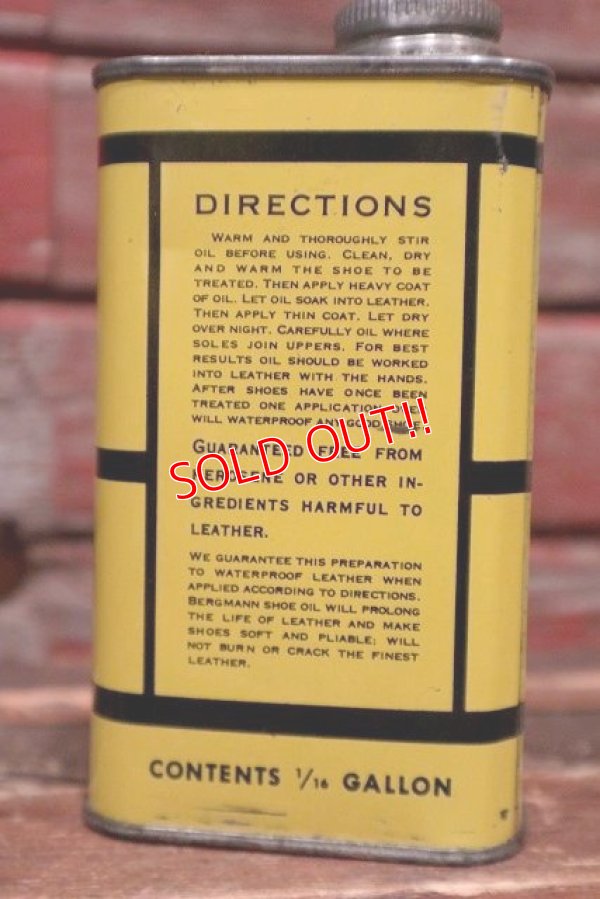 DIRECTIONS
WARM AND THOROUGHLY STIR
OIL BEFORE USING. CLEAN, DRY
AND WARM THE SHOE TO BE
TREATED. THEN APPLY HEAVY COAT
OF OIL. LET OIL SOAK INTO LEATHER.
THEN APPLY THIN COAT. LET DRY
OVER NIGHT. CAREFULLY OIL WHERE
SOLES JOIN UPPERS. FOR BEST
RESULTS OIL SHOULD BE WORKED
INTO LEATHER WITH THE HANDS.
AFTER SHOES HAVE ONCE BEEN
TREATED ONE APPLICATION
WILL WATERPROOF ANY GOOD SHOE.
SOLD OUT!!
GUARANTEED FREE FROM
KEROSENE OR OTHER IN-
GREDIENTS HARMFUL TO
LEATHER.
WE GUARANTEE THIS PREPARATION
TO WATERPROOF LEATHER WHEN
APPLIED ACCORDING TO DIRECTIONS.
BERGMANN SHOE OIL WILL PROLONG
THE LIFE OF LEATHER AND MAKE
SHOES SOFT AND PLIABLE; WILL
NOT BURN OR CRACK THE FINEST
LEATHER.
CONTENTS 1/16 GALLON